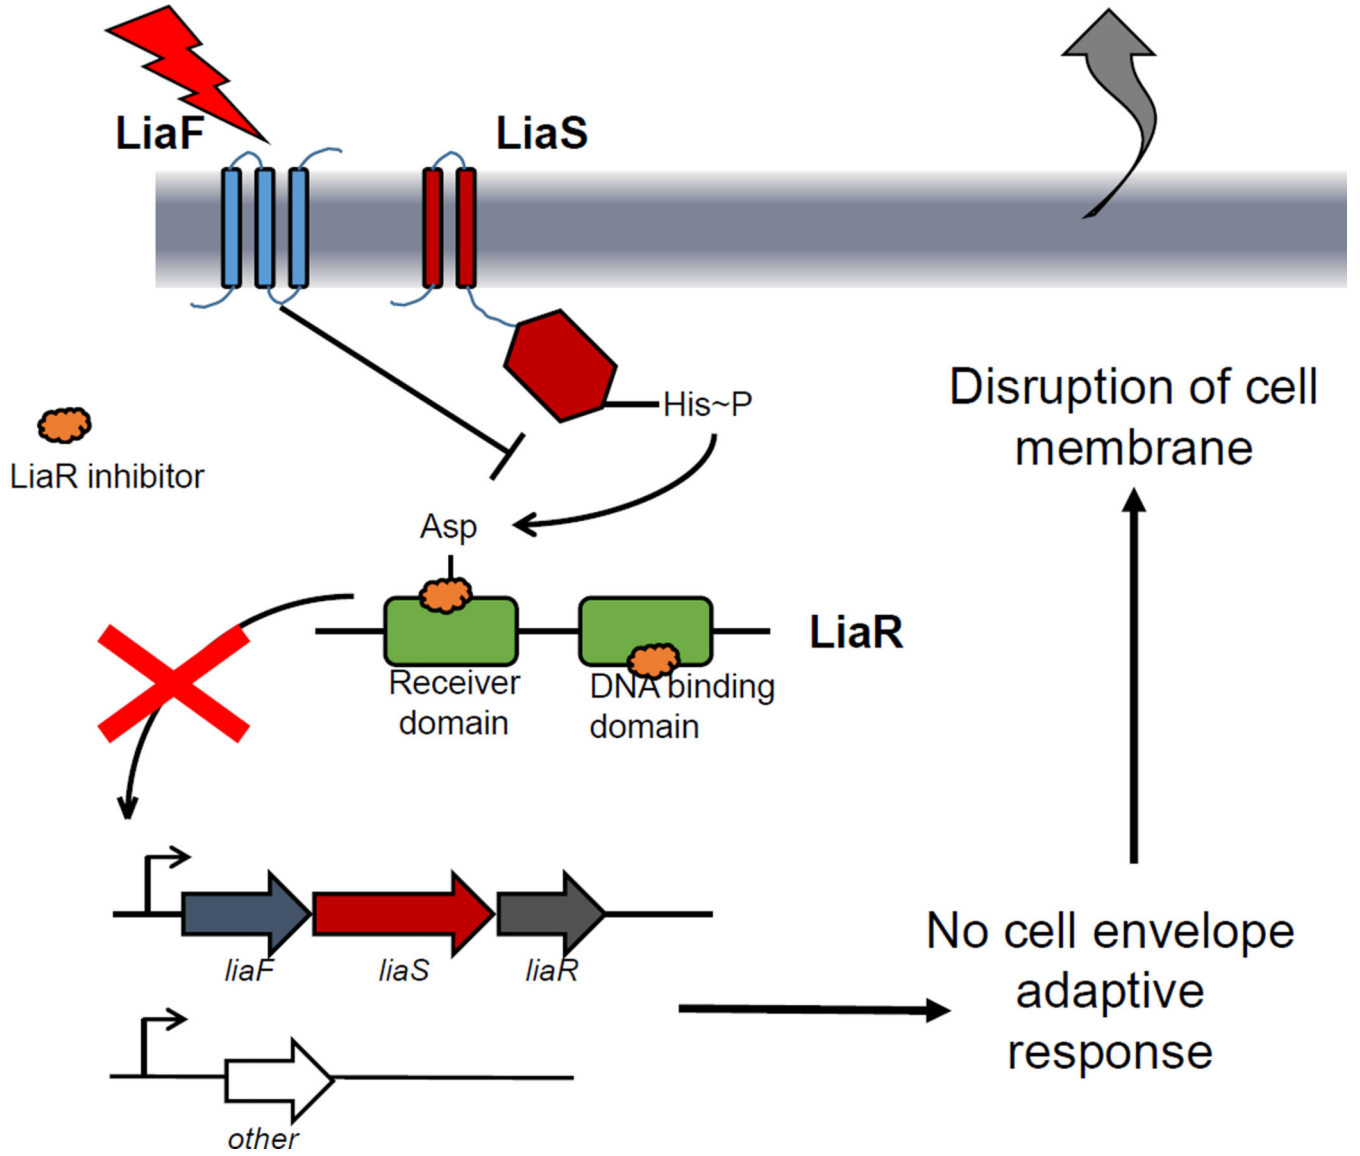 LiaF
LiaS
His~P
LiaR inhibitor
Asp
LiaR
Receiver
domain
DNA binding
domain
liaF
liaS
liaR
other
No cell envelope
adaptive
response
Disruption of cell
membrane